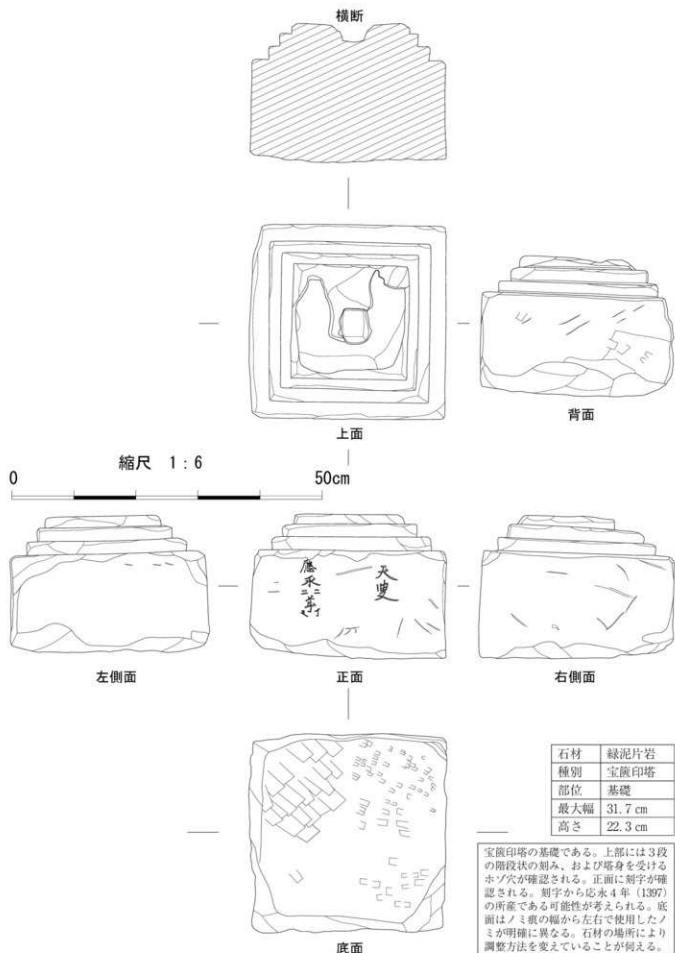 横断
上面
背面
縮尺 1:6
0 50cm
天叟
應永二二年
左側面
正面
右側面
底面
石材 緑泥片岩
種別 宝篋印塔
部位 基礎
最大幅 31.7 cm
高さ 22.3 cm
宝篋印塔の基礎である。上部には3段
の階段状の刻み、および塔身を受ける
ホゾ穴が確認される。正面に刻字が確
認される。刻字から応永4年(1397)
の所産である可能性が考えられる。底
面はノミ痕の幅から左右で使用したノ
ミが明確に異なる。石材の場所により
調整方法を変えていることが伺える。